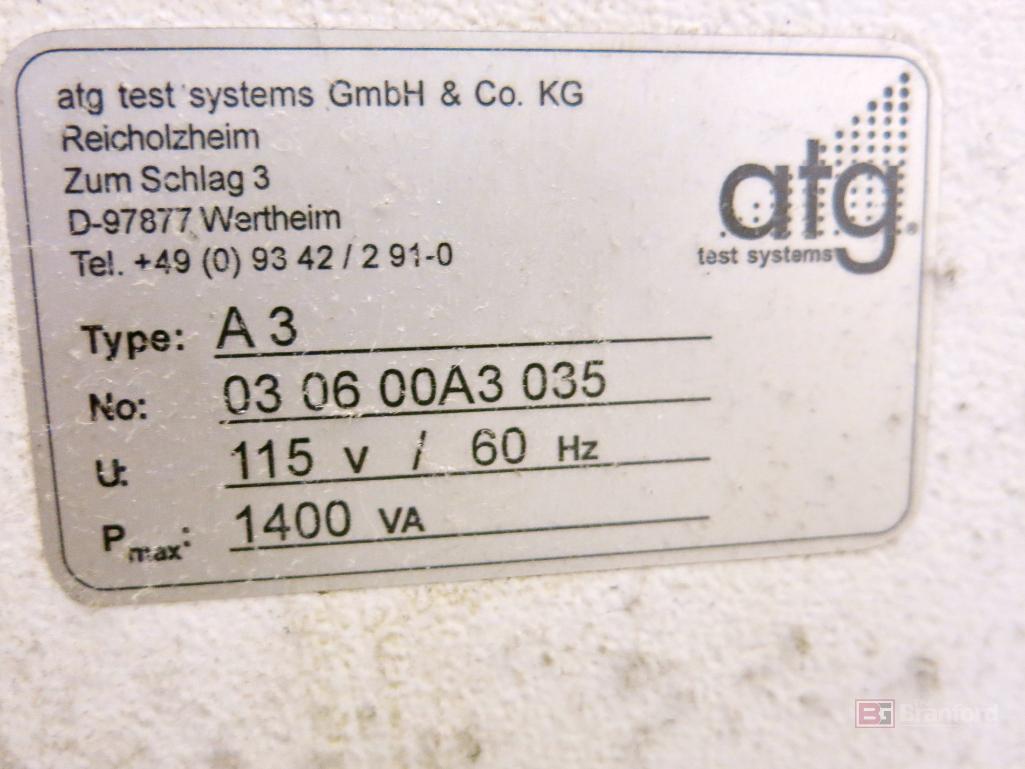 atg test systems GmbH & Co. KG
Reicholzheim
Zum Schlag 3
D-97877 Wertheim
Tel. +49 (0) 93 42 / 2 91-0
atg®
test systems
Type: A 3
No: 03 06 00A3 035
U: 115 V / 60 Hz
Pmax: 1400 VA
BG Branford